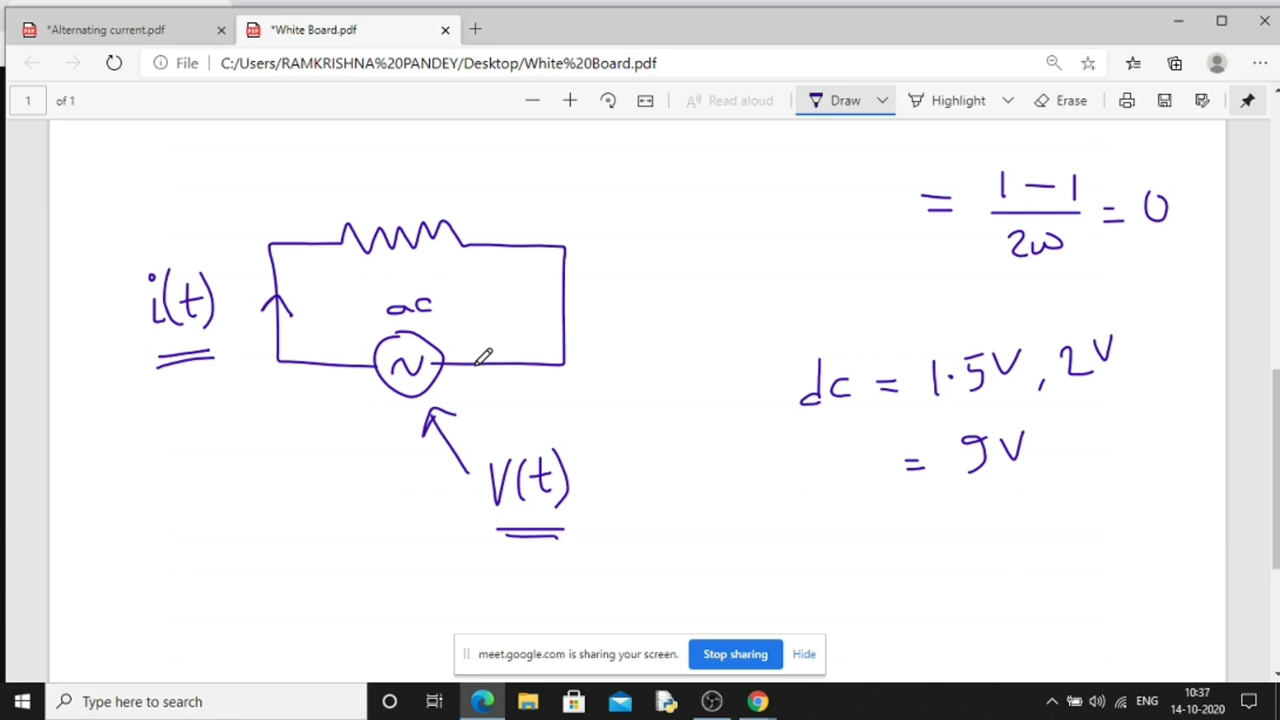 *Alternating current.pdf
*White Board.pdf
File
C:/Users/RAMKRISHNA%20PANDEY/Desktop/White%20Board.pdf
1 of 1
Read aloud
Draw
Highlight
Erase
= 1 - 1 / 2ω = 0
i(t)
ac
~
V(t)
dc = 1.5V, 2V
= 9V
meet.google.com is sharing your screen.
Stop sharing
Hide
Type here to search
ENG
10:37
14-10-2020